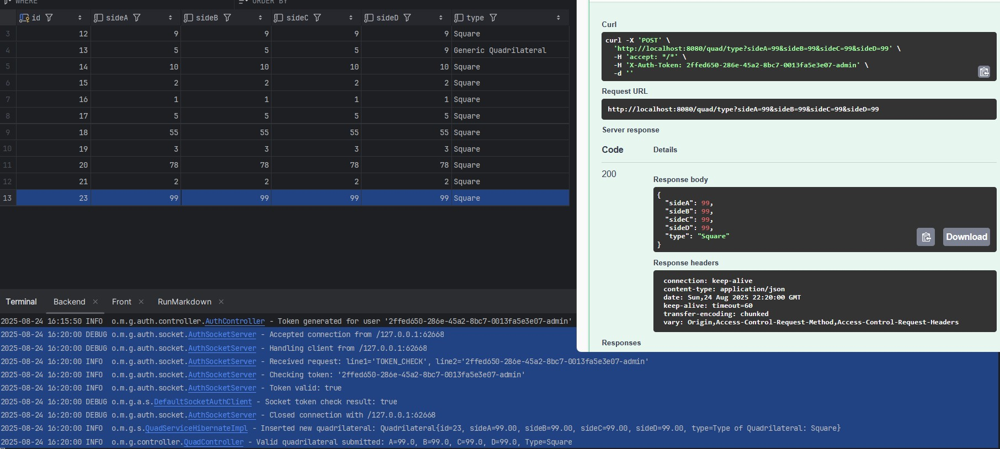 WHERE
ORDER BY
id sideA sideB sideC sideD type
3 12 9 9 9 9 Square
4 13 5 5 5 9 Generic Quadrilateral
5 14 10 10 10 10 Square
6 15 2 2 2 2 Square
7 16 1 1 1 1 Square
8 17 5 5 5 5 Square
9 18 55 55 55 55 Square
10 19 3 3 3 3 Square
11 20 78 78 78 78 Square
12 21 2 2 2 2 Square
13 23 99 99 99 99 Square
Curl
curl -X 'POST' \
'http://localhost:8080/quad/type?sideA=99&sideB=99&sideC=99&sideD=99' \
-H 'accept: */*' \
-H 'X-Auth-Token: 2ffed650-286e-45a2-8bc7-0013fa5e3e07-admin' \
-d ''
Request URL
http://localhost:8080/quad/type?sideA=99&sideB=99&sideC=99&sideD=99
Server response
Code Details
200
Response body
{
"sideA": 99,
"sideB": 99,
"sideC": 99,
"sideD": 99,
"type": "Square"
}
Download
Response headers
connection: keep-alive
content-type: application/json
date: Sun,24 Aug 2025 22:20:00 GMT
keep-alive: timeout=60
transfer-encoding: chunked
vary: Origin,Access-Control-Request-Method,Access-Control-Request-Headers
Responses
Terminal Backend × Front × RunMarkdown ×
2025-08-24 16:15:50 INFO o.m.g.auth.controller.AuthController - Token generated for user '2ffed650-286e-45a2-8bc7-0013fa5e3e07-admin'
2025-08-24 16:20:00 DEBUG o.m.g.auth.socket.AuthSocketServer - Accepted connection from /127.0.0.1:62668
2025-08-24 16:20:00 DEBUG o.m.g.auth.socket.AuthSocketServer - Handling client from /127.0.0.1:62668
2025-08-24 16:20:00 INFO o.m.g.auth.socket.AuthSocketServer - Received request: line1='TOKEN_CHECK', line2='2ffed650-286e-45a2-8bc7-0013fa5e3e07-admin'
2025-08-24 16:20:00 INFO o.m.g.auth.socket.AuthSocketServer - Checking token: '2ffed650-286e-45a2-8bc7-0013fa5e3e07-admin'
2025-08-24 16:20:00 INFO o.m.g.auth.socket.AuthSocketServer - Token valid: true
2025-08-24 16:20:00 DEBUG o.m.g.a.s.DefaultSocketAuthClient - Socket token check result: true
2025-08-24 16:20:00 DEBUG o.m.g.auth.socket.AuthSocketServer - Closed connection with /127.0.0.1:62668
2025-08-24 16:20:00 INFO o.m.g.s.QuadServiceHibernateImpl - Inserted new quadrilateral: Quadrilateral{id=23, sideA=99.00, sideB=99.00, sideC=99.00, sideD=99.00, type=Type of Quadrilateral: Square}
2025-08-24 16:20:00 INFO o.m.g.controller.QuadController - Valid quadrilateral submitted: A=99.0, B=99.0, C=99.0, D=99.0, Type=Square